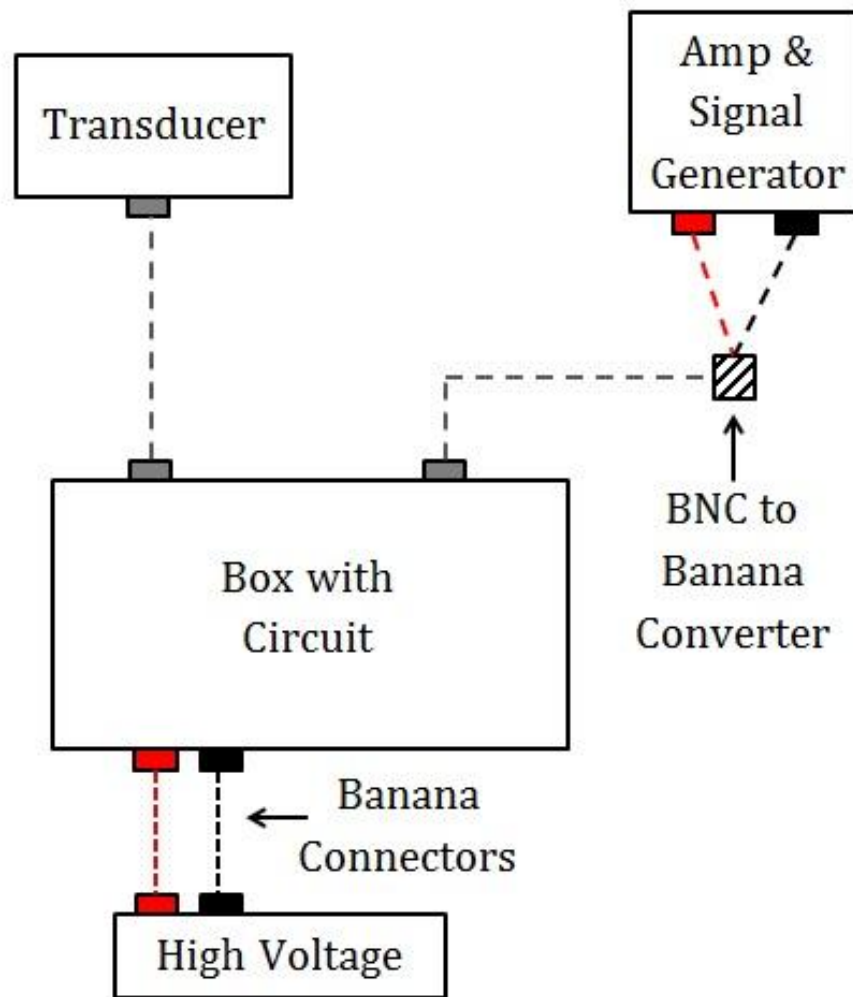 Transducer
Amp &
Signal
Generator
Box with
Circuit
BNC to
Banana
Converter
Banana
Connectors
High Voltage